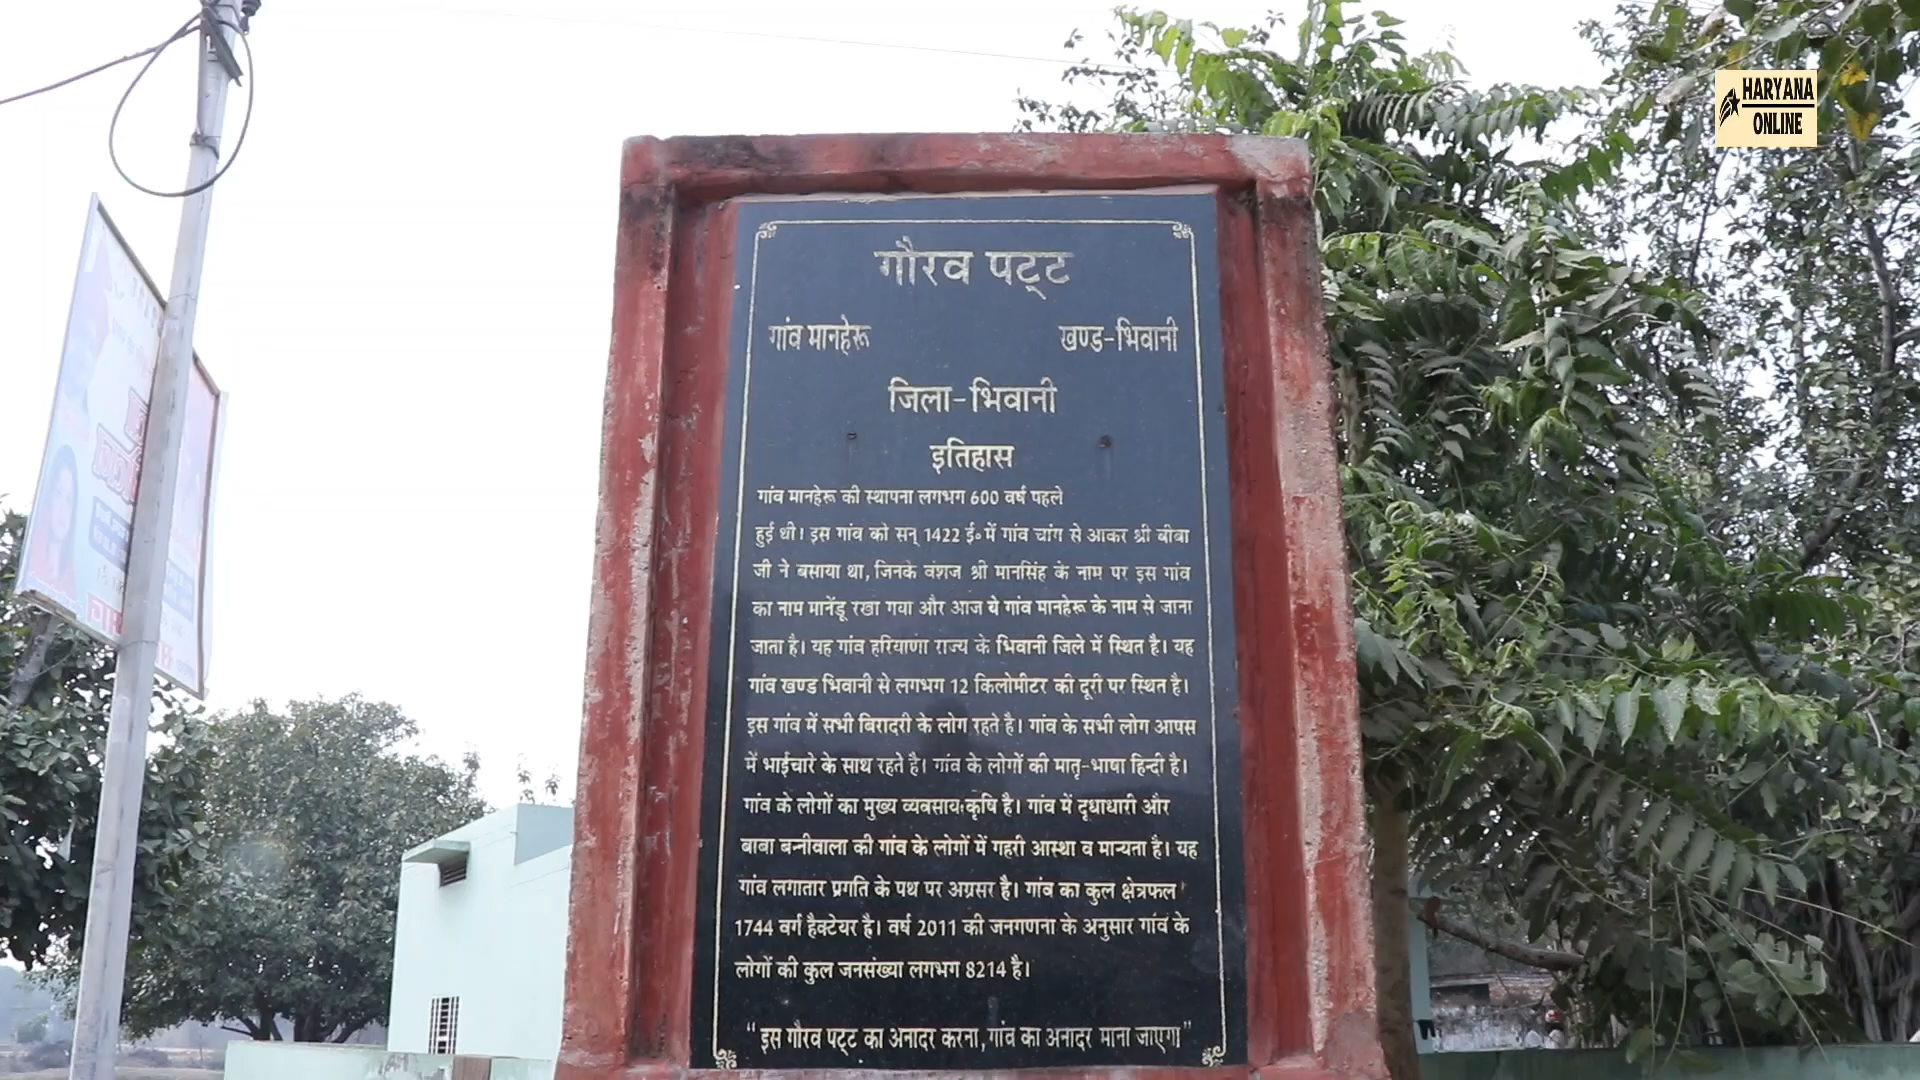 HARYANA
ONLINE
गौरव पट्ट
गांव मानहेरू खण्ड-भिवानी
जिला-भिवानी
इतिहास
गांव मानहेरू की स्थापना लगभग 600 वर्ष पहले
हुई थी। इस गांव को सन् 1422 ई॰ में गांव चांग से आकर श्री बीबा
जी ने बसाया था, जिनके वंशज श्री मानसिंह के नाम पर इस गांव
का नाम मानेंडू रखा गया और आज ये गांव मानहेरू के नाम से जाना
जाता है। यह गांव हरियाणा राज्य के भिवानी जिले में स्थित है। यह
गांव खण्ड भिवानी से लगभग 12 किलोमीटर की दूरी पर स्थित है।
इस गांव में सभी बिरादरी के लोग रहते है। गांव के सभी लोग आपस
में भाईचारे के साथ रहते है। गांव के लोगों की मातृ-भाषा हिन्दी है।
गांव के लोगों का मुख्य व्यवसाय कृषि है। गांव में दूधाधारी और
बाबा बन्नीवाला की गांव के लोगों में गहरी आस्था व मान्यता है। यह
गांव लगातार प्रगति के पथ पर अग्रसर है। गांव का कुल क्षेत्रफल
1744 वर्ग हैक्टेयर है। वर्ष 2011 की जनगणना के अनुसार गांव के
लोगों की कुल जनसंख्या लगभग 8214 है।
"इस गौरव पट्ट का अनादर करना, गांव का अनादर माना जाएगा"